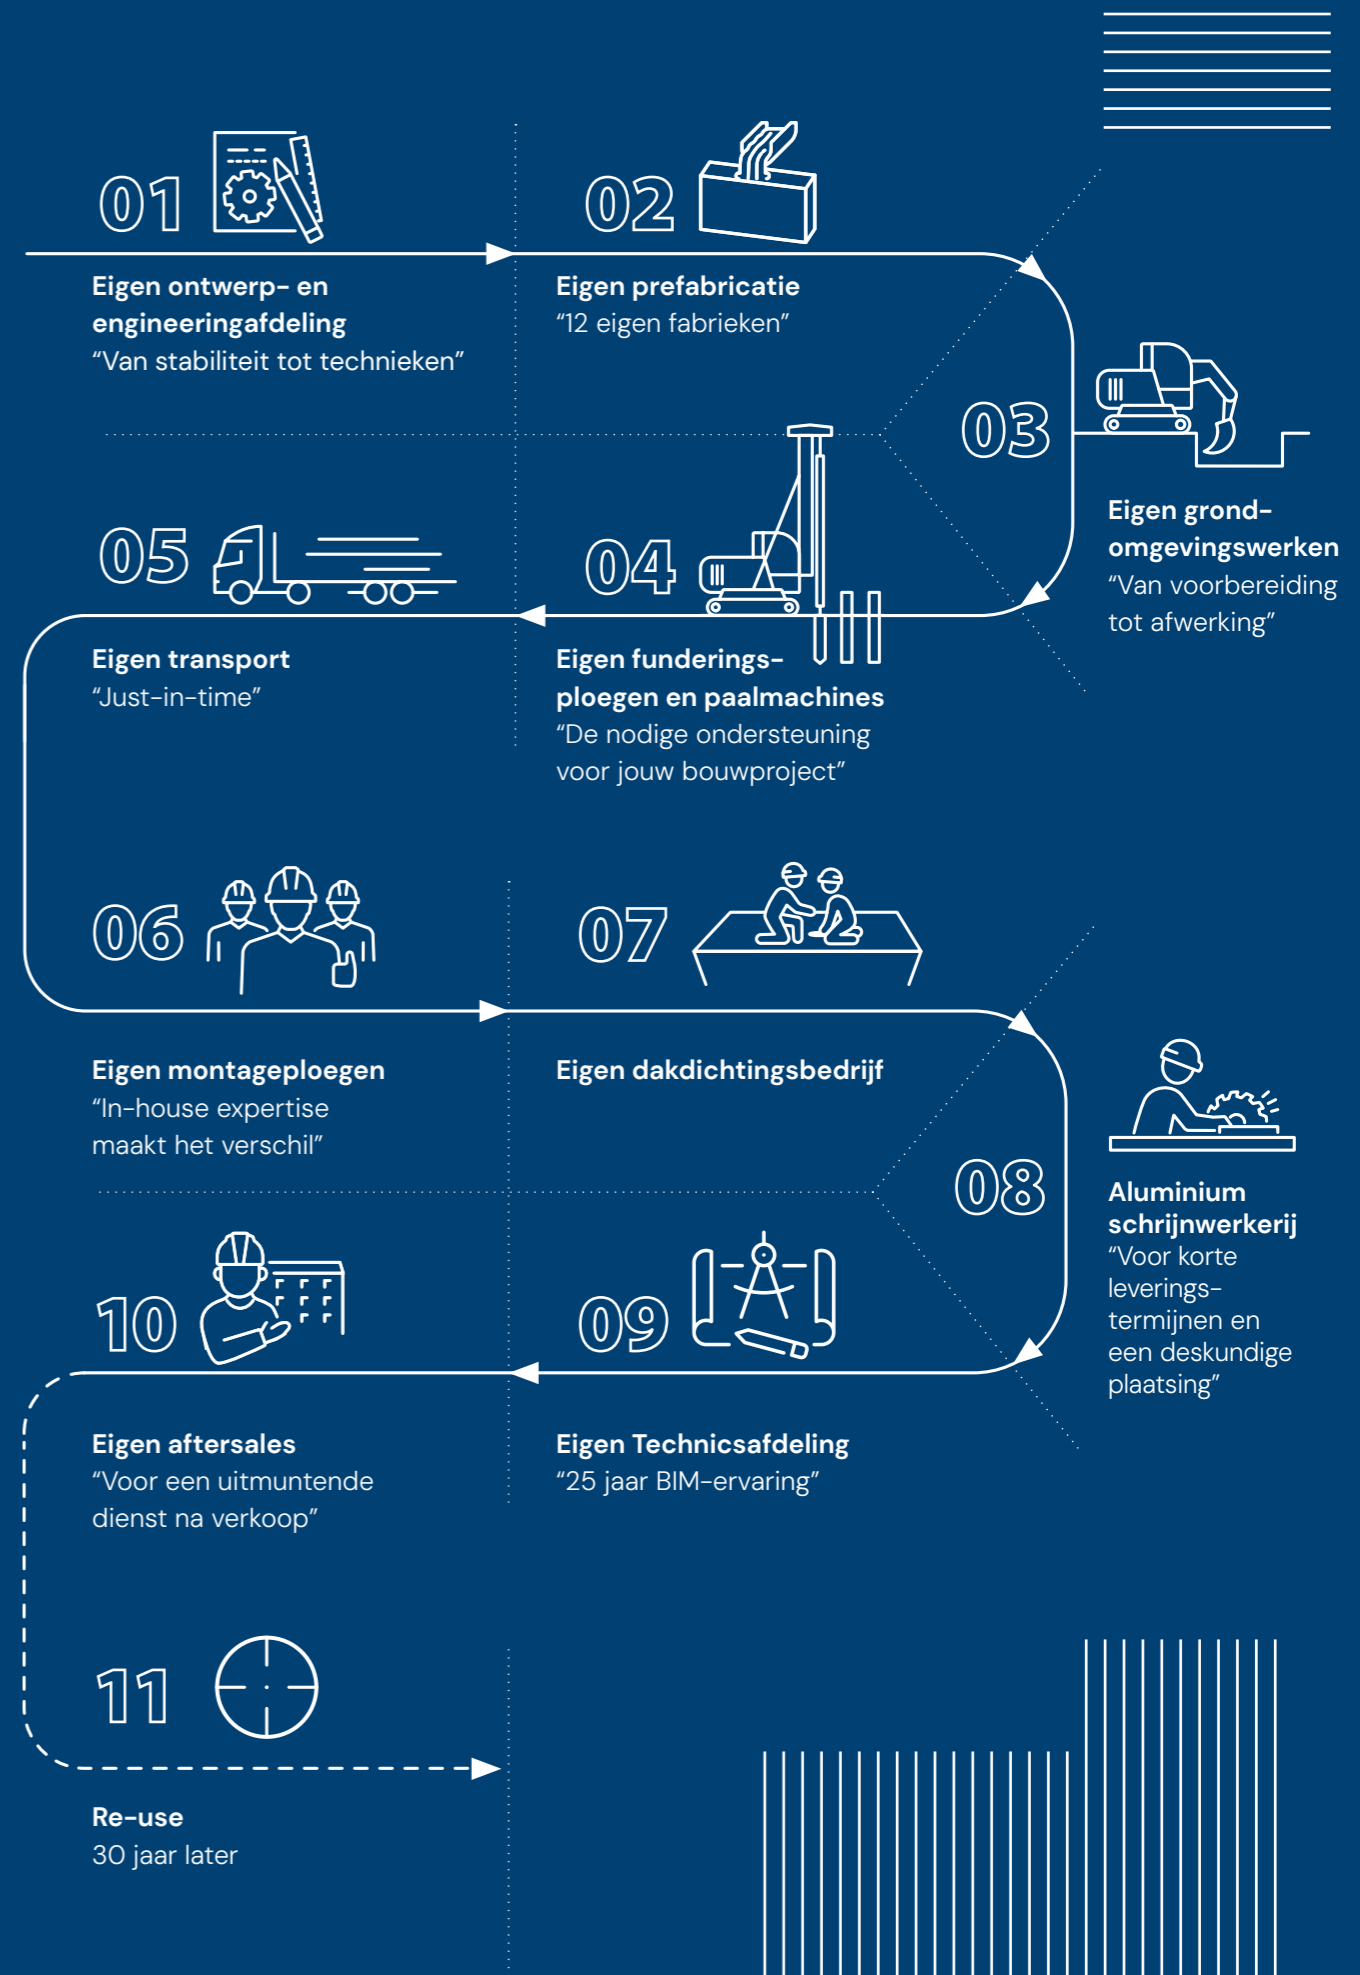 01
Eigen ontwerp- en
engineeringafdeling
“Van stabiliteit tot technieken”
02
Eigen prefabricatie
“12 eigen fabrieken”
03
Eigen grond-
omgevingswerken
“Van voorbereiding
tot afwerking”
04
Eigen funderings-
ploegen en paalmachines
“De nodige ondersteuning
voor jouw bouwproject”
05
Eigen transport
“Just-in-time”
06
Eigen montageploegen
“In-house expertise
maakt het verschil”
07
Eigen dakdichtingsbedrijf
08
Aluminium
schrijnwerkerij
“Voor korte
leverings-
termijnen en
een deskundige
plaatsing”
09
Eigen Technicsafdeling
“25 jaar BIM-ervaring”
10
Eigen aftersales
“Voor een uitmuntende
dienst na verkoop”
11
Re-use
30 jaar later